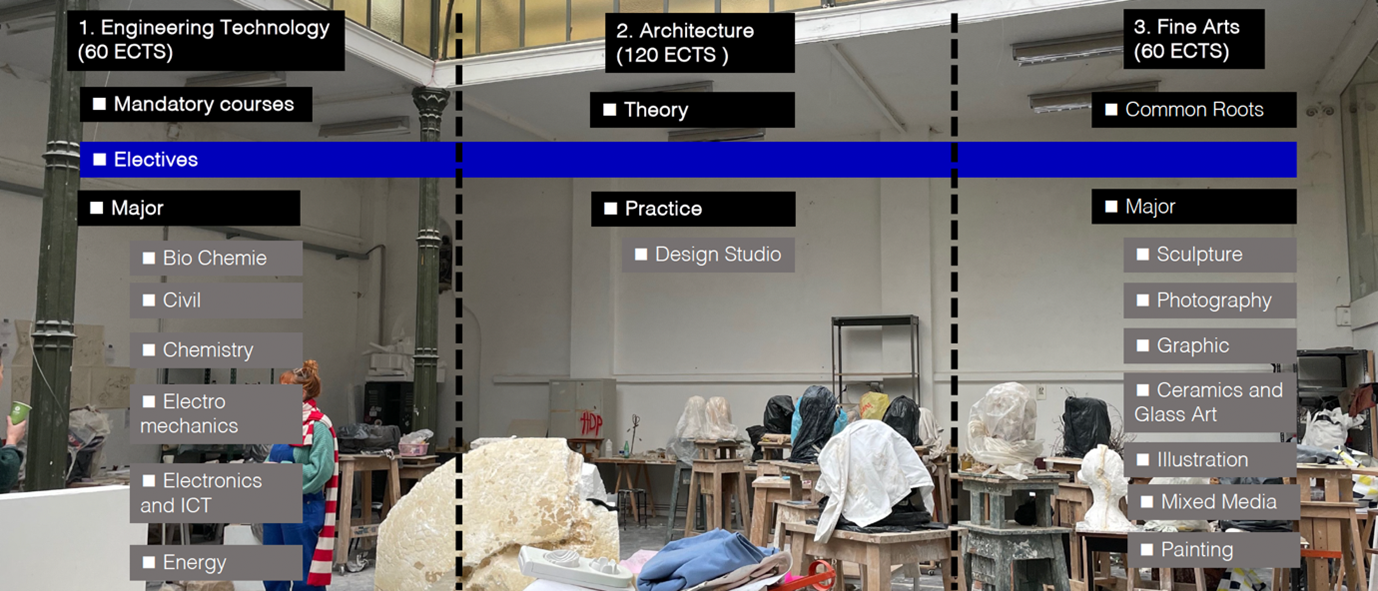 1. Engineering Technology
(60 ECTS)
Mandatory courses
Electives
Major
Bio Chemie
Civil
Chemistry
Electro
mechanics
Electronics
and ICT
Energy
2. Architecture
(120 ECTS )
Theory
Practice
Design Studio
3. Fine Arts
(60 ECTS)
Common Roots
Major
Sculpture
Photography
Graphic
Ceramics and
Glass Art
Illustration
Mixed Media
Painting